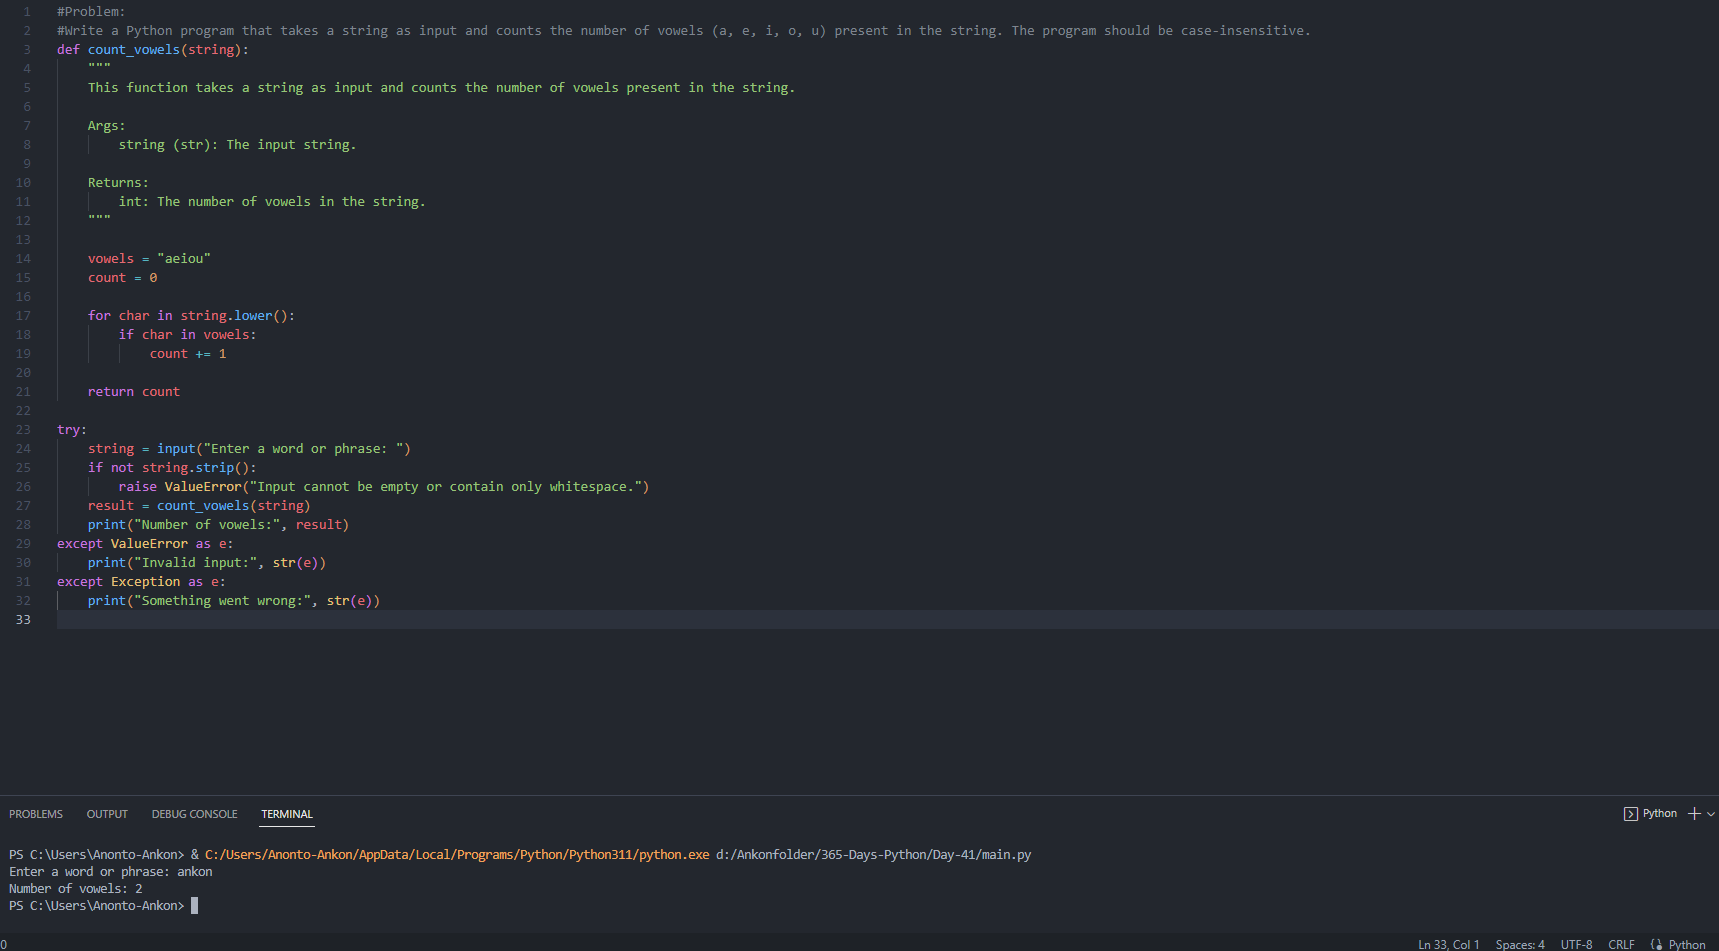 1 #Problem:
2 #Write a Python program that takes a string as input and counts the number of vowels (a, e, i, o, u) present in the string. The program should be case-insensitive.
3 def count_vowels(string):
4     """
5     This function takes a string as input and counts the number of vowels present in the string.
6
7     Args:
8         string (str): The input string.
9
10     Returns:
11         int: The number of vowels in the string.
12     """
13
14     vowels = "aeiou"
15     count = 0
16
17     for char in string.lower():
18         if char in vowels:
19             count += 1
20
21     return count
22
23 try:
24     string = input("Enter a word or phrase: ")
25     if not string.strip():
26         raise ValueError("Input cannot be empty or contain only whitespace.")
27     result = count_vowels(string)
28     print("Number of vowels:", result)
29 except ValueError as e:
30     print("Invalid input:", str(e))
31 except Exception as e:
32     print("Something went wrong:", str(e))
33
PROBLEMS OUTPUT DEBUG CONSOLE TERMINAL Python
PS C:\Users\Anonto-Ankon> & C:/Users/Anonto-Ankon/AppData/Local/Programs/Python/Python311/python.exe d:/Ankonfolder/365-Days-Python/Day-41/main.py
Enter a word or phrase: ankon
Number of vowels: 2
PS C:\Users\Anonto-Ankon>
0 Ln 33, Col 1 Spaces: 4 UTF-8 CRLF Python